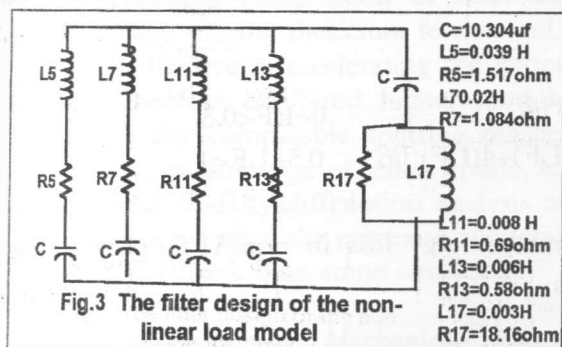 L5
L7
L11
L13
C
R5
R7
R11
R13
R17
L17
C
C
C
C
C=10.304uf
L5=0.039 H
R5=1.517ohm
L70.02H
R7=1.084ohm
L11=0.008 H
R11=0.69ohm
L13=0.006H
R13=0.58ohm
L17=0.003H
R17=18.16ohm
Fig.3 The filter design of the non-
linear load model